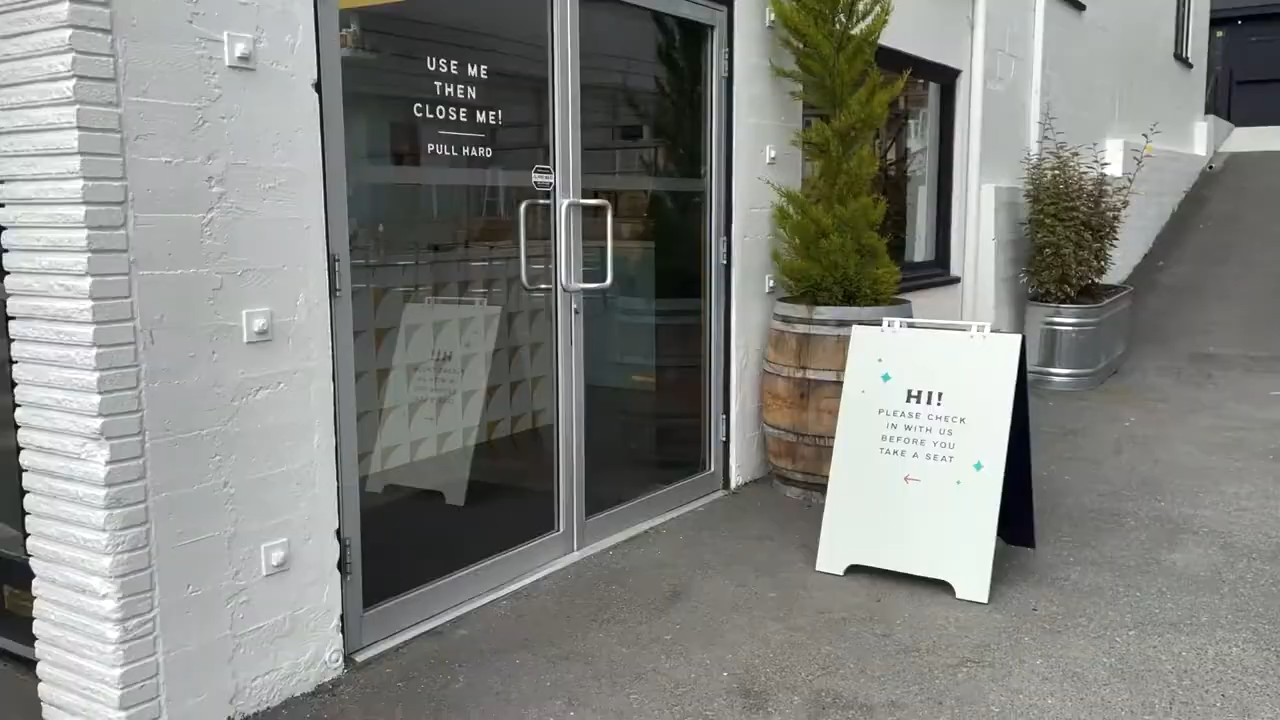 USE ME
THEN
CLOSE ME!
PULL HARD
HI!
PLEASE CHECK
IN WITH US
BEFORE YOU
TAKE A SEAT